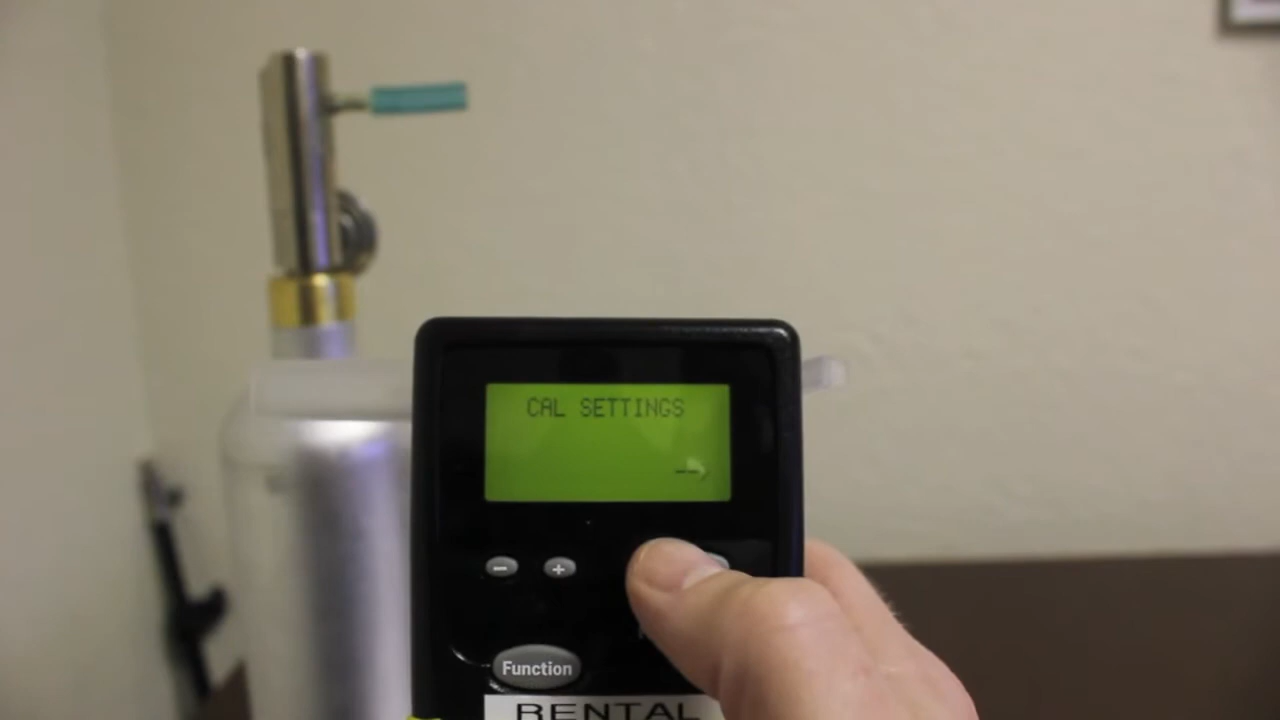 CAL SETTINGS
→
− +
Function
RENTAL